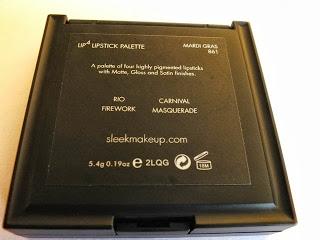 LIP4 LIPSTICK PALETTE MARDI GRAS
861
A palette of four highly pigmented lipsticks
with Matte, Gloss and Satin finishes.
RIO CARNIVAL
FIREWORK MASQUERADE
sleekmakeup.com
5.4g 0.19oz e 2LQG 18M